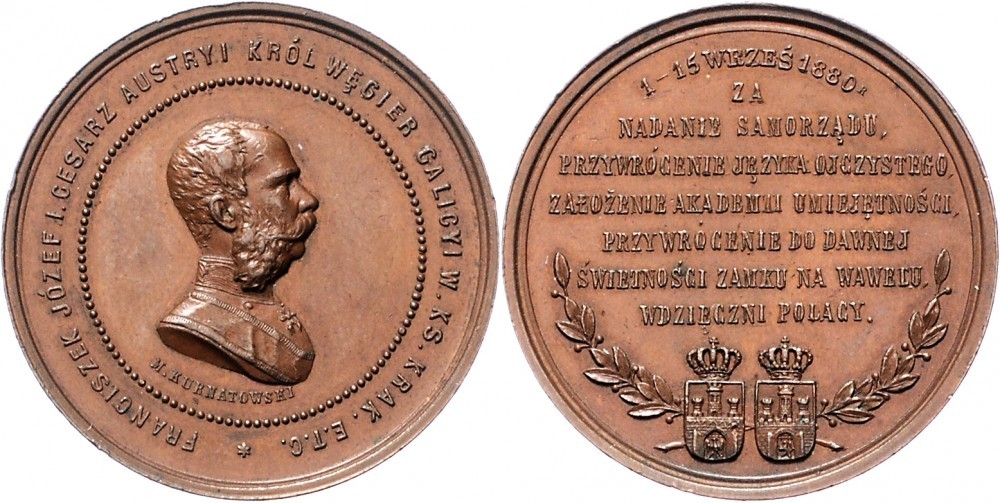 FRANCISZEK JÓZEF I. CESARZ AUSTRYI KRÓL WĘGIER GALICYI W. KS. KRAK. E.T.C. *
M. KURNATOWSKI
1-15 WRZEŚ 1880 R
ZA
NADANIE SAMORZĄDU,
PRZYWRÓCENIE JĘZYKA OJCZYSTEGO,
ZAŁOŻENIE AKADEMII UMIEJĘTNOŚCI,
PRZYWRÓCENIE DO DAWNEJ
ŚWIETNOŚCI ZAMKU NA WAWELU,
WDZIĘCZNI POLACY.